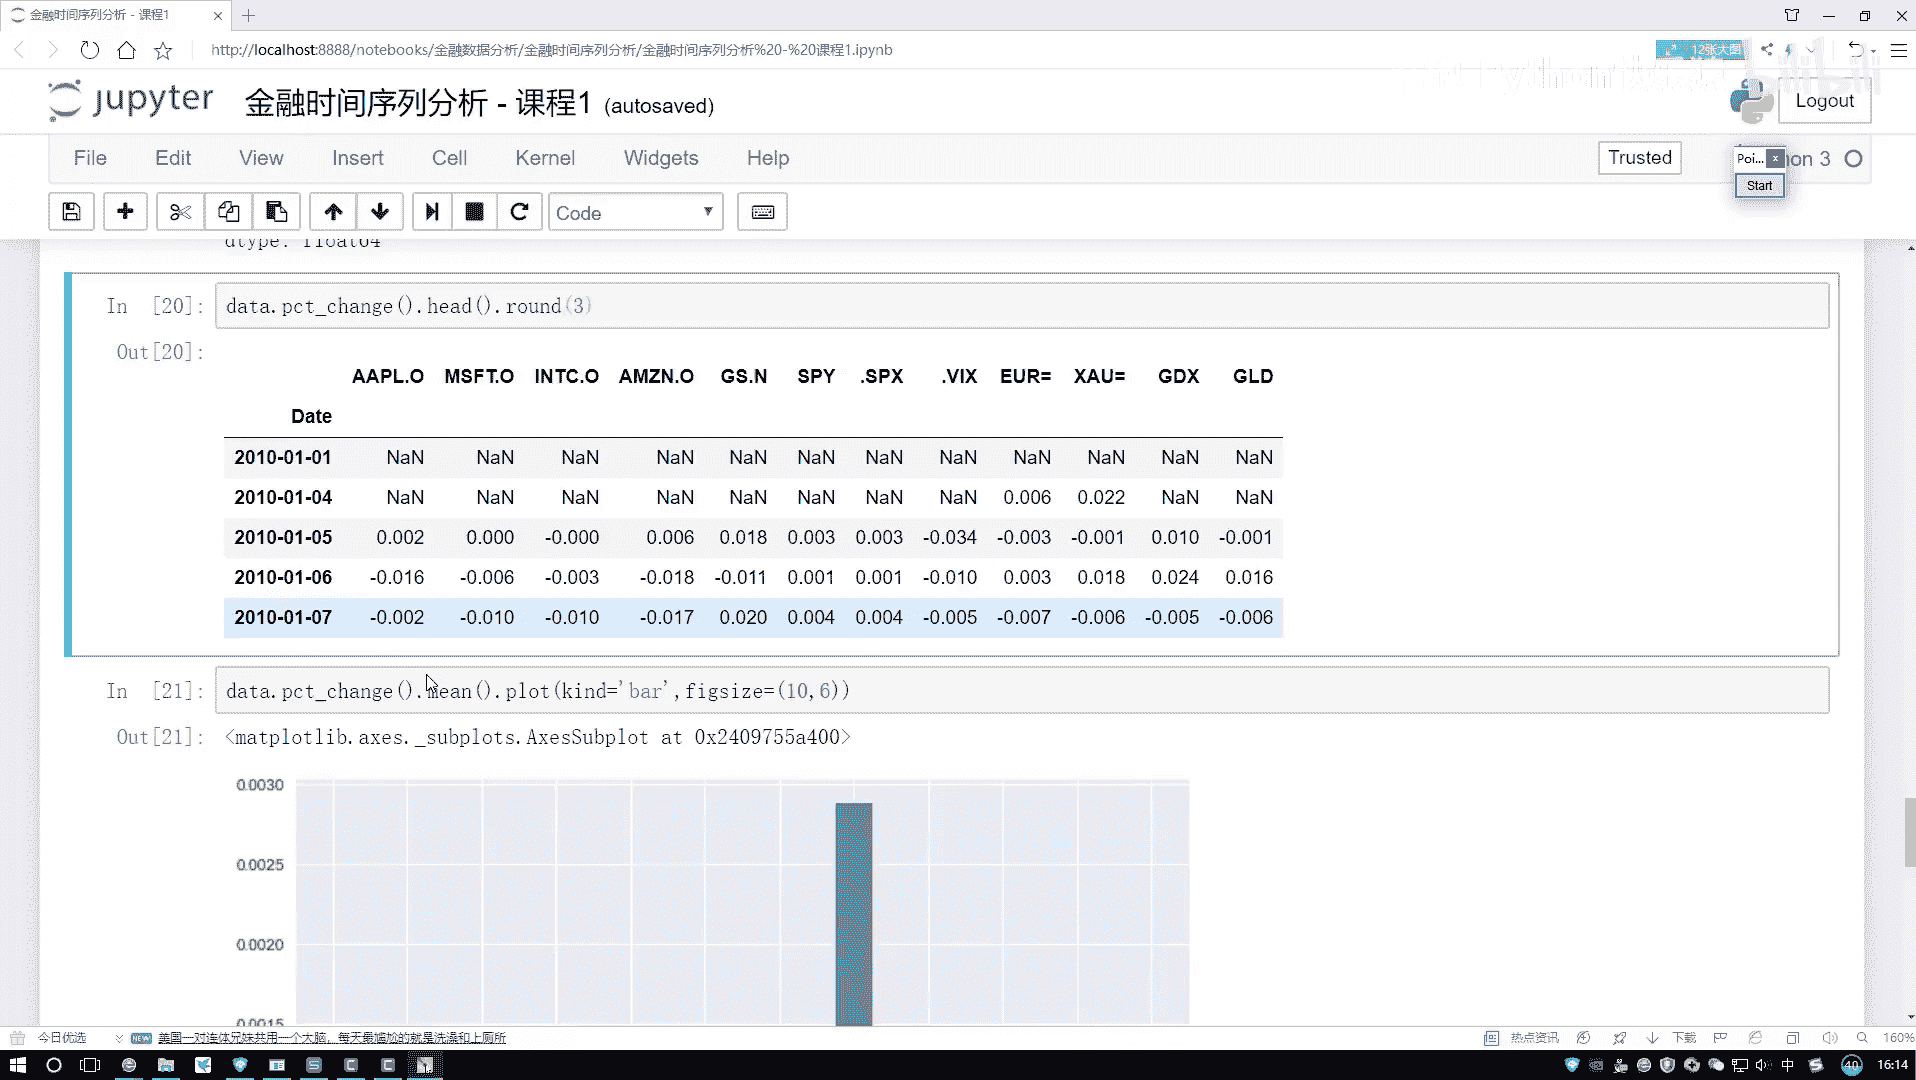 金融时间序列分析 - 课程1
http://localhost:8888/notebooks/金融数据分析/金融时间序列分析/金融时间序列分析%20-%20课程1.ipynb
12张大图
bilibili
jupyter 金融时间序列分析 - 课程1 (autosaved)
Logout
File Edit View Insert Cell Kernel Widgets Help
Trusted
Poi...
on 3
Start
Code
dtype: float64
In [20]: data.pct_change().head().round(3)
Out[20]:
AAPL.O MSFT.O INTC.O AMZN.O GS.N SPY .SPX .VIX EUR= XAU= GDX GLD
Date
2010-01-01 NaN NaN NaN NaN NaN NaN NaN NaN NaN NaN NaN NaN
2010-01-04 NaN NaN NaN NaN NaN NaN NaN NaN 0.006 0.022 NaN NaN
2010-01-05 0.002 0.000 -0.000 0.006 0.018 0.003 0.003 -0.034 -0.003 -0.001 0.010 -0.001
2010-01-06 -0.016 -0.006 -0.003 -0.018 -0.011 0.001 0.001 -0.010 0.003 0.018 0.024 0.016
2010-01-07 -0.002 -0.010 -0.010 -0.017 0.020 0.004 0.004 -0.005 -0.007 -0.006 -0.005 -0.006
In [21]: data.pct_change().mean().plot(kind='bar',figsize=(10,6))
Out[21]: <matplotlib.axes._subplots.AxesSubplot at 0x2409755a400>
0.0030
0.0025
0.0020
0.0015
今日优选
NEW 美国一对连体兄妹共用一个大脑，每天最尴尬的就是洗澡和上厕所
热点资讯
下载
160%
中
40
16:14